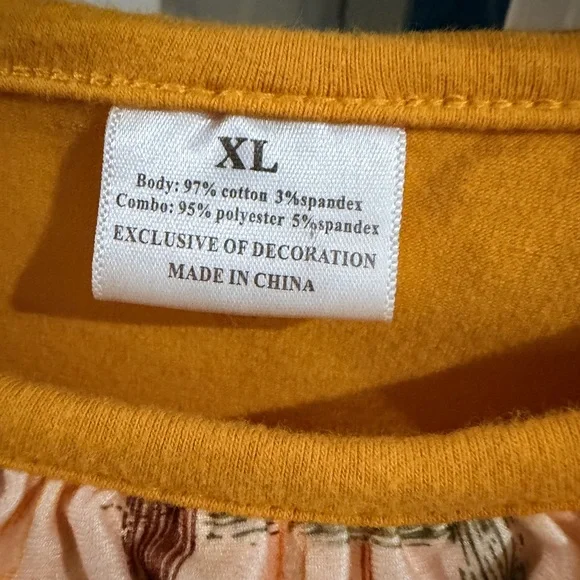 XL
Body: 97% cotton 3%spandex
Combo: 95% polyester 5%spandex
EXCLUSIVE OF DECORATION
MADE IN CHINA